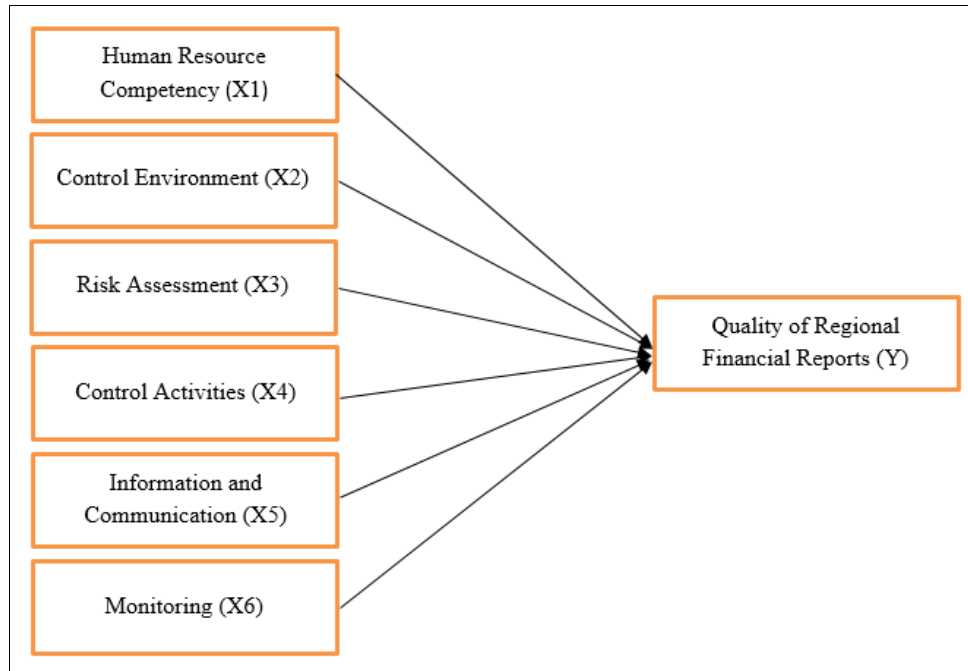 Human Resource
Competency (X1)
Control Environment (X2)
Risk Assessment (X3)
Control Activities (X4)
Information and
Communication (X5)
Monitoring (X6)
Quality of Regional
Financial Reports (Y)